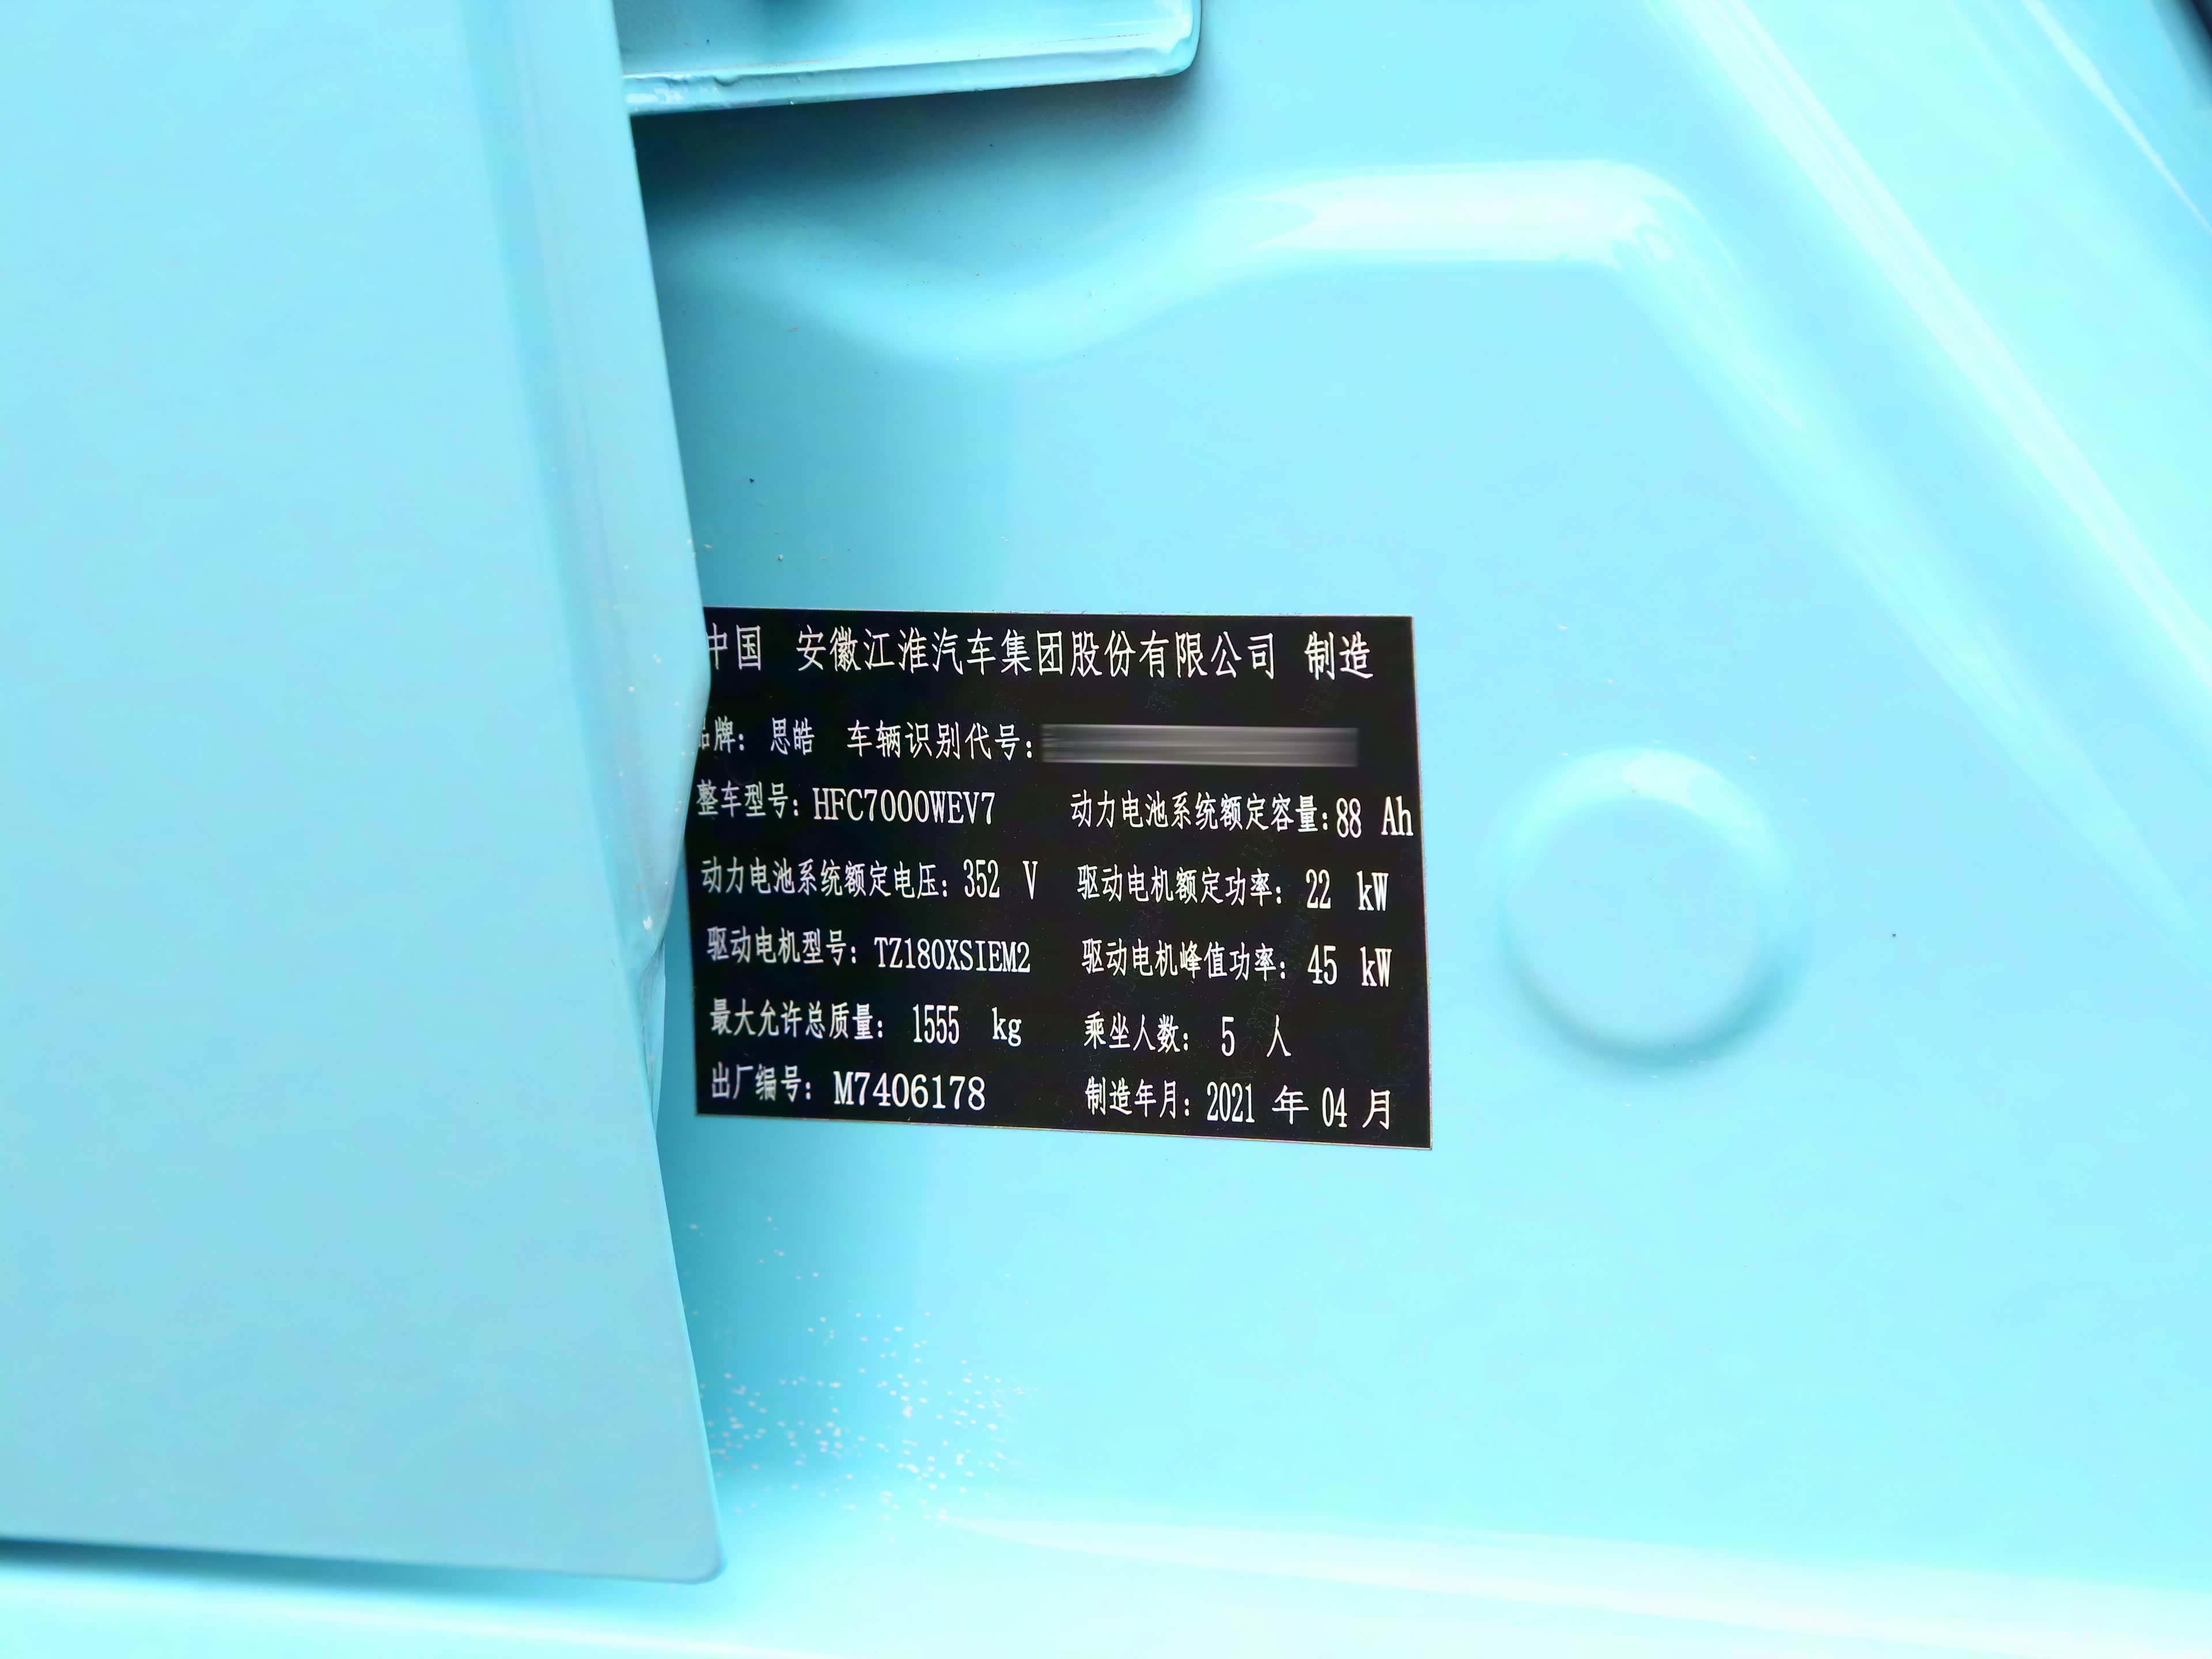 中国 安徽江淮汽车集团股份有限公司 制造
品牌: 思皓 车辆识别代号:
整车型号: HFC7000WEV7 动力电池系统额定容量: 88 Ah
动力电池系统额定电压: 352 V 驱动电机额定功率: 22 kW
驱动电机型号: TZ180XSIEM2 驱动电机峰值功率: 45 kW
最大允许总质量: 1555 kg 乘坐人数: 5 人
出厂编号: M7406178 制造年月: 2021 年 04 月